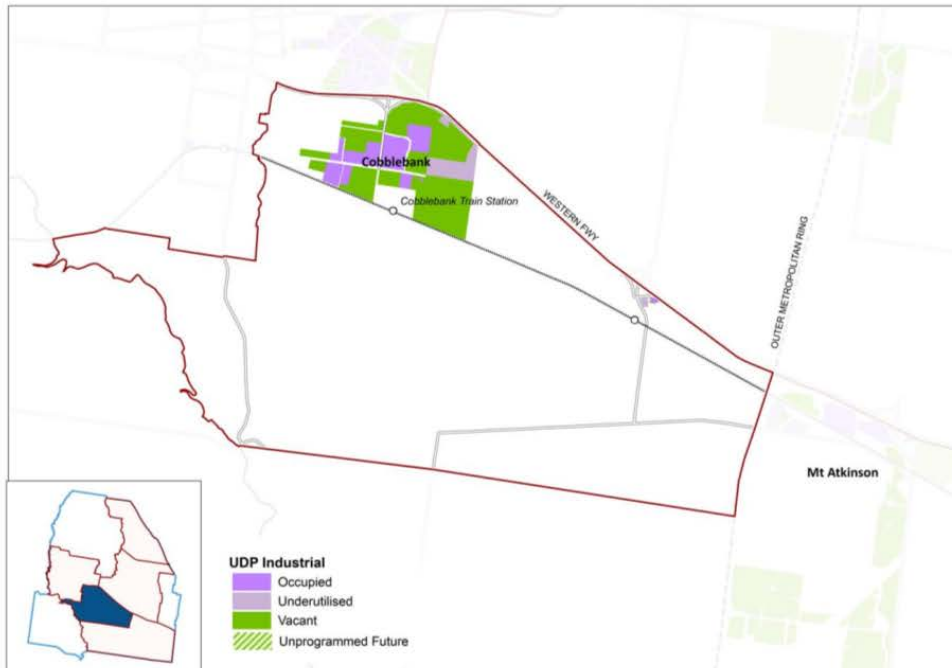 Cobblebank
Cobblebank Train Station
WESTERN FWY
OUTER METROPOLITAN RING
Mt Atkinson
UDP Industrial
Occupied
Underutilised
Vacant
Unprogrammed Future